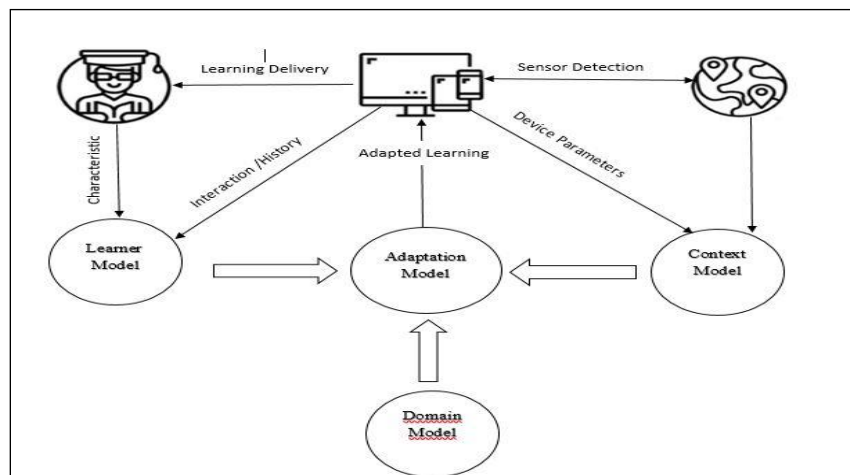 Learning Delivery
Sensor Detection
Characteristic
Interaction /History
Adapted Learning
Device Parameters
Learner
Model
Adaptation
Model
Context
Model
Domain
Model